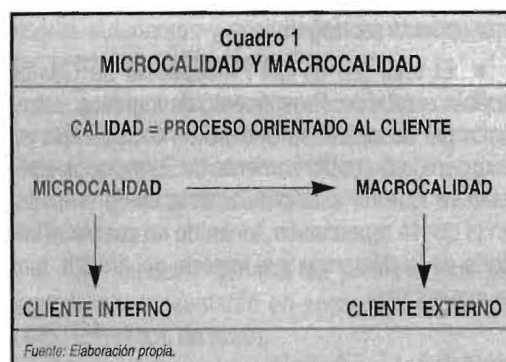 Cuadro 1
MICROCALIDAD Y MACROCALIDAD
CALIDAD = PROCESO ORIENTADO AL CLIENTE
MICROCALIDAD MACROCALIDAD
CLIENTE INTERNO CLIENTE EXTERNO
Fuente: Elaboración propia.